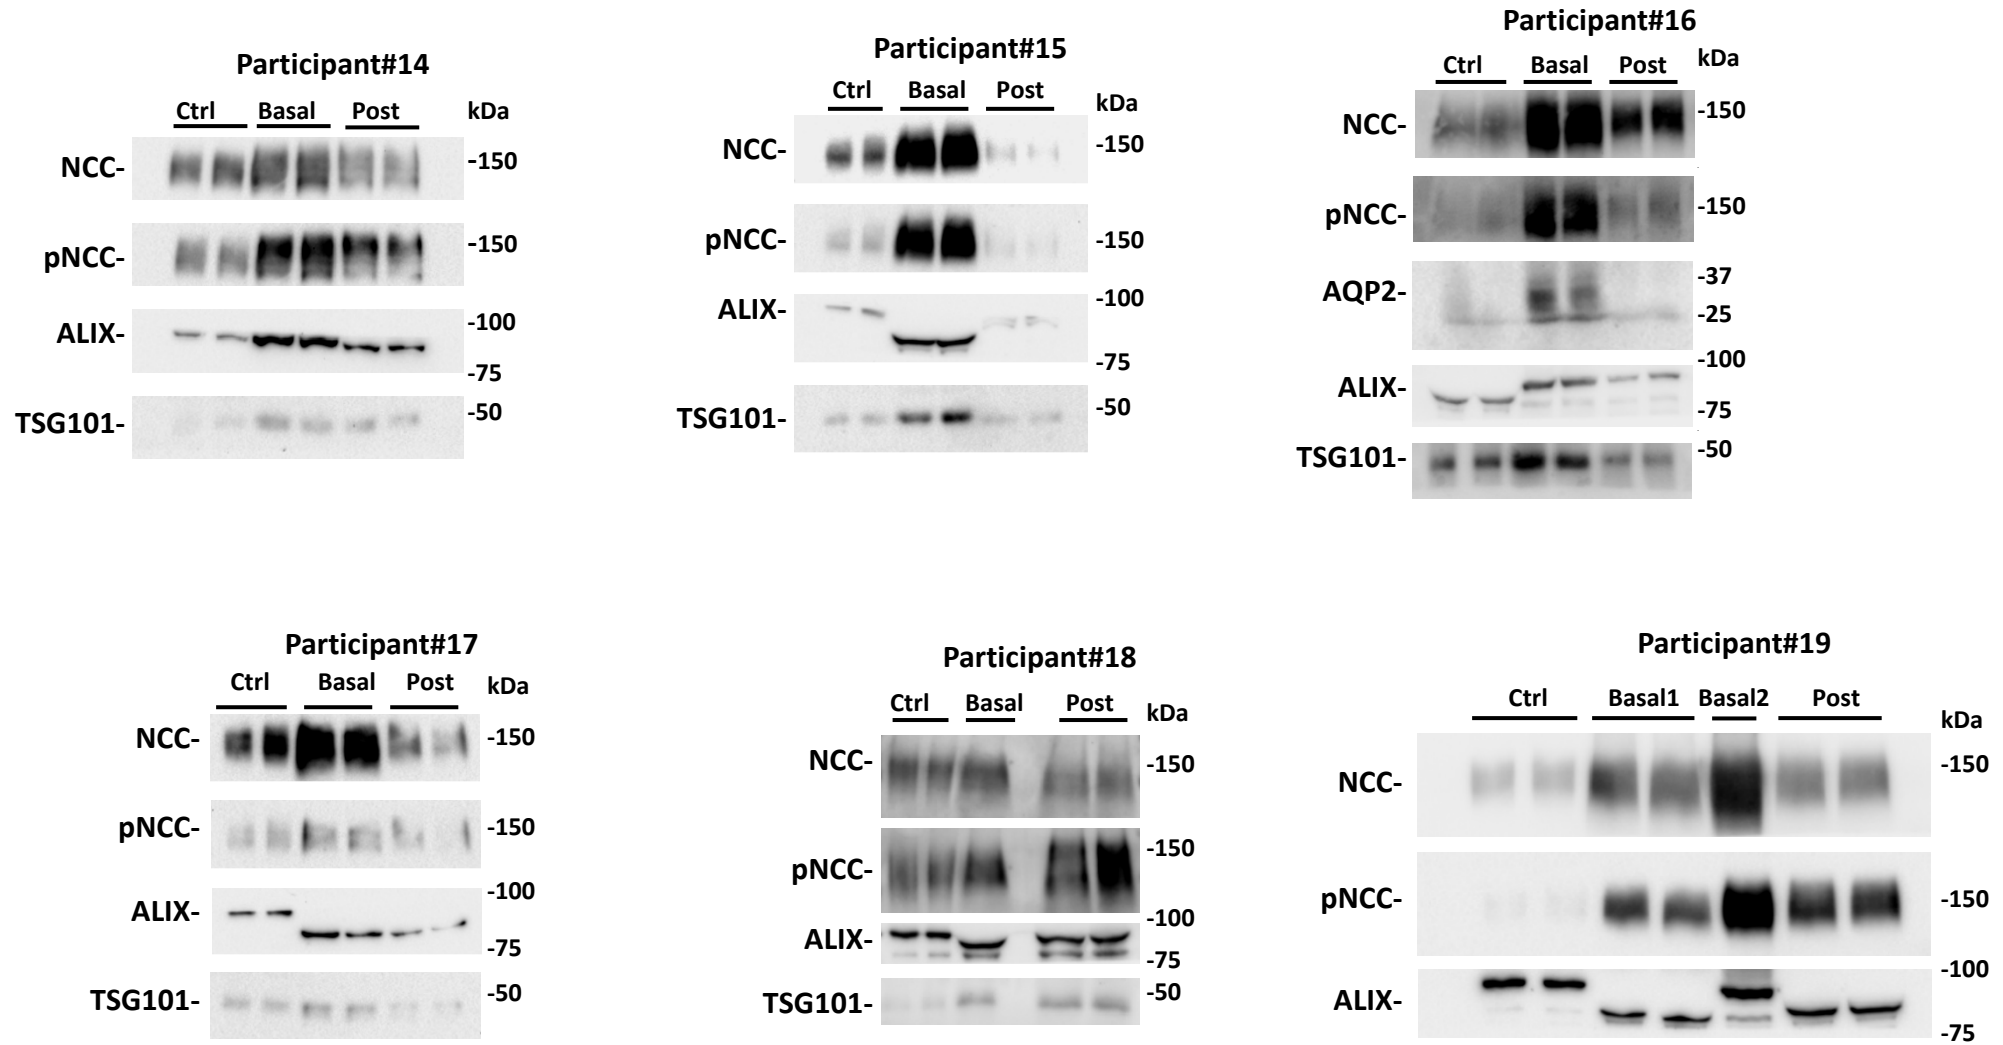 Participant#14
Ctrl Basal Post kDa
NCC- -150
pNCC- -150
ALIX- -100
-75
TSG101- -50
Participant#15
Ctrl Basal Post kDa
NCC- -150
pNCC- -150
ALIX- -100
-75
TSG101- -50
Participant#16
Ctrl Basal Post kDa
NCC- -150
pNCC- -150
AQP2- -37
-25
-100
ALIX-
-75
TSG101- -50
Participant#17
Ctrl Basal Post kDa
NCC- -150
pNCC- -150
ALIX- -100
-75
TSG101- -50
Participant#18
Ctrl Basal Post kDa
NCC- -150
pNCC- -150
-100
ALIX-
-75
TSG101- -50
Participant#19
Ctrl Basal1 Basal2 Post kDa
NCC- -150
pNCC- -150
-100
ALIX-
-75